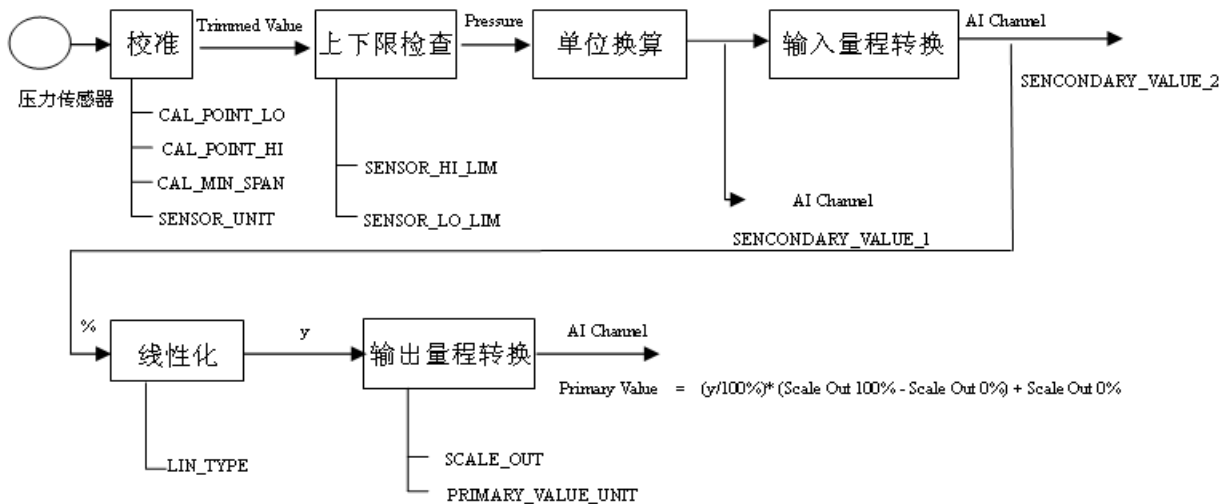 压力传感器
校准
Trimmed Value
上下限检查
Pressure
单位换算
输入量程转换
AI Channel
SENCONDARY_VALUE_2
CAL_POINT_LO
CAL_POINT_HI
CAL_MIN_SPAN
SENSOR_UNIT
SENSOR_HI_LIM
SENSOR_LO_LIM
AI Channel
SENCONDARY_VALUE_1
%
线性化
y
输出量程转换
AI Channel
Primary Value = (y/100%)* (Scale Out 100% - Scale Out 0%) + Scale Out 0%
LIN_TYPE
SCALE_OUT
PRIMARY_VALUE_UNIT